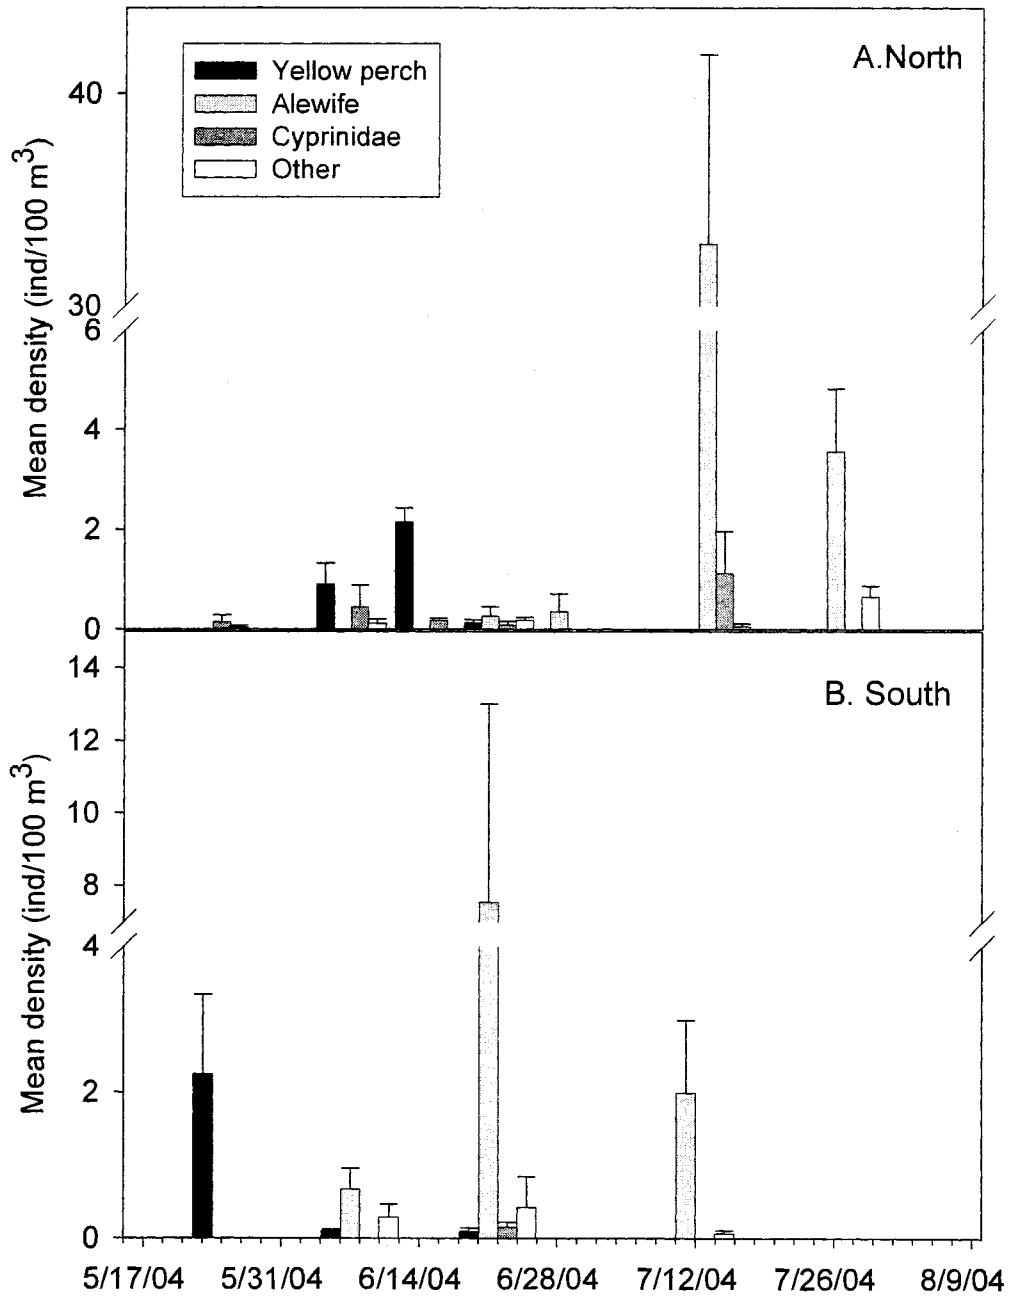 A.North
Yellow perch
Alewife
Cyprinidae
Other
Mean density (ind/100 m³)
40
30
6
4
2
0
B. South
Mean density (ind/100 m³)
14
12
10
8
4
2
0
5/17/04 5/31/04 6/14/04 6/28/04 7/12/04 7/26/04 8/9/04